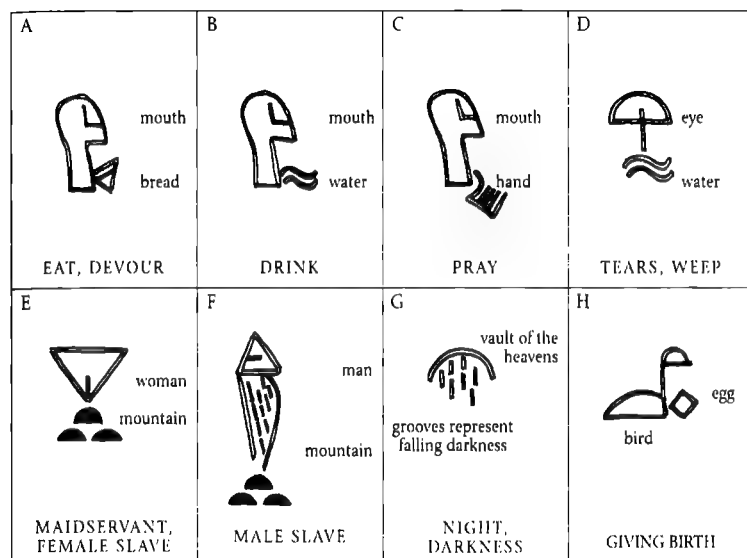 A
mouth
bread
EAT, DEVOUR
B
mouth
water
DRINK
C
mouth
hand
PRAY
D
eye
water
TEARS, WEEP
E
woman
mountain
MAIDSERVANT,
FEMALE SLAVE
F
man
mountain
MALE SLAVE
G
vault of the
heavens
grooves represent
falling darkness
NIGHT,
DARKNESS
H
egg
bird
GIVING BIRTH